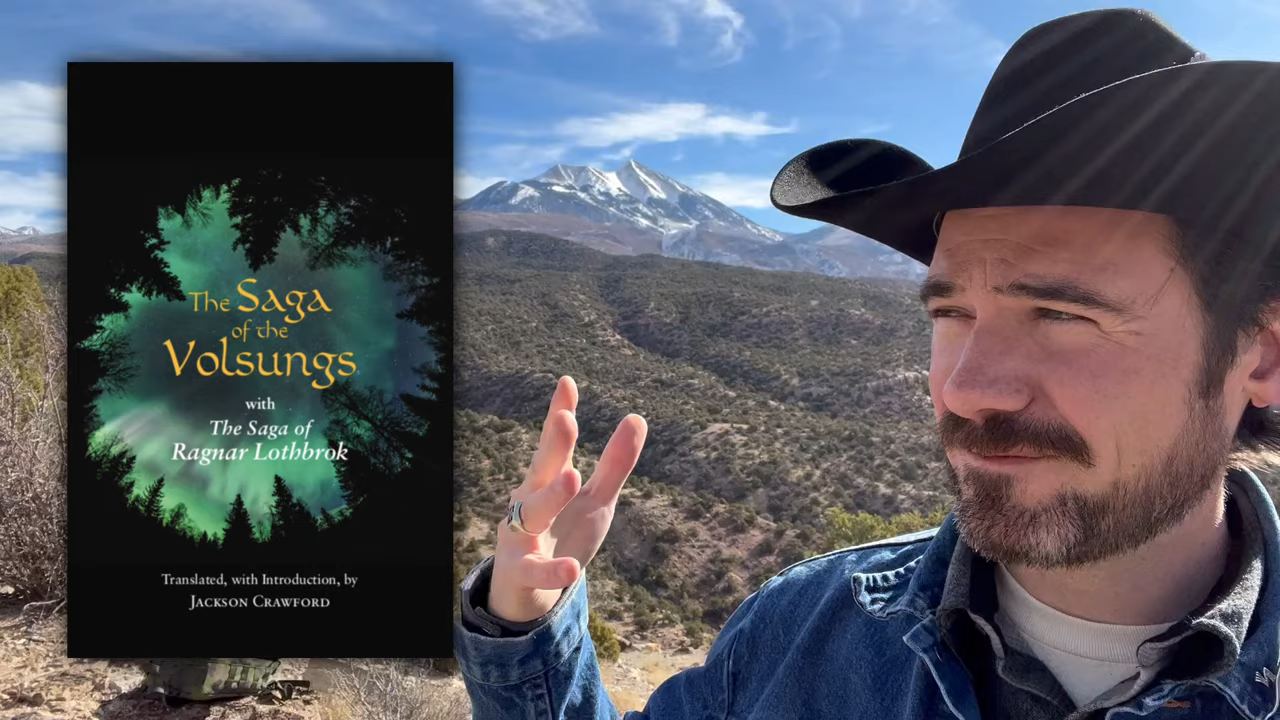 The Saga
of the
Volsungs
with
The Saga of
Ragnar Lothbrok
Translated, with Introduction, by
Jackson Crawford